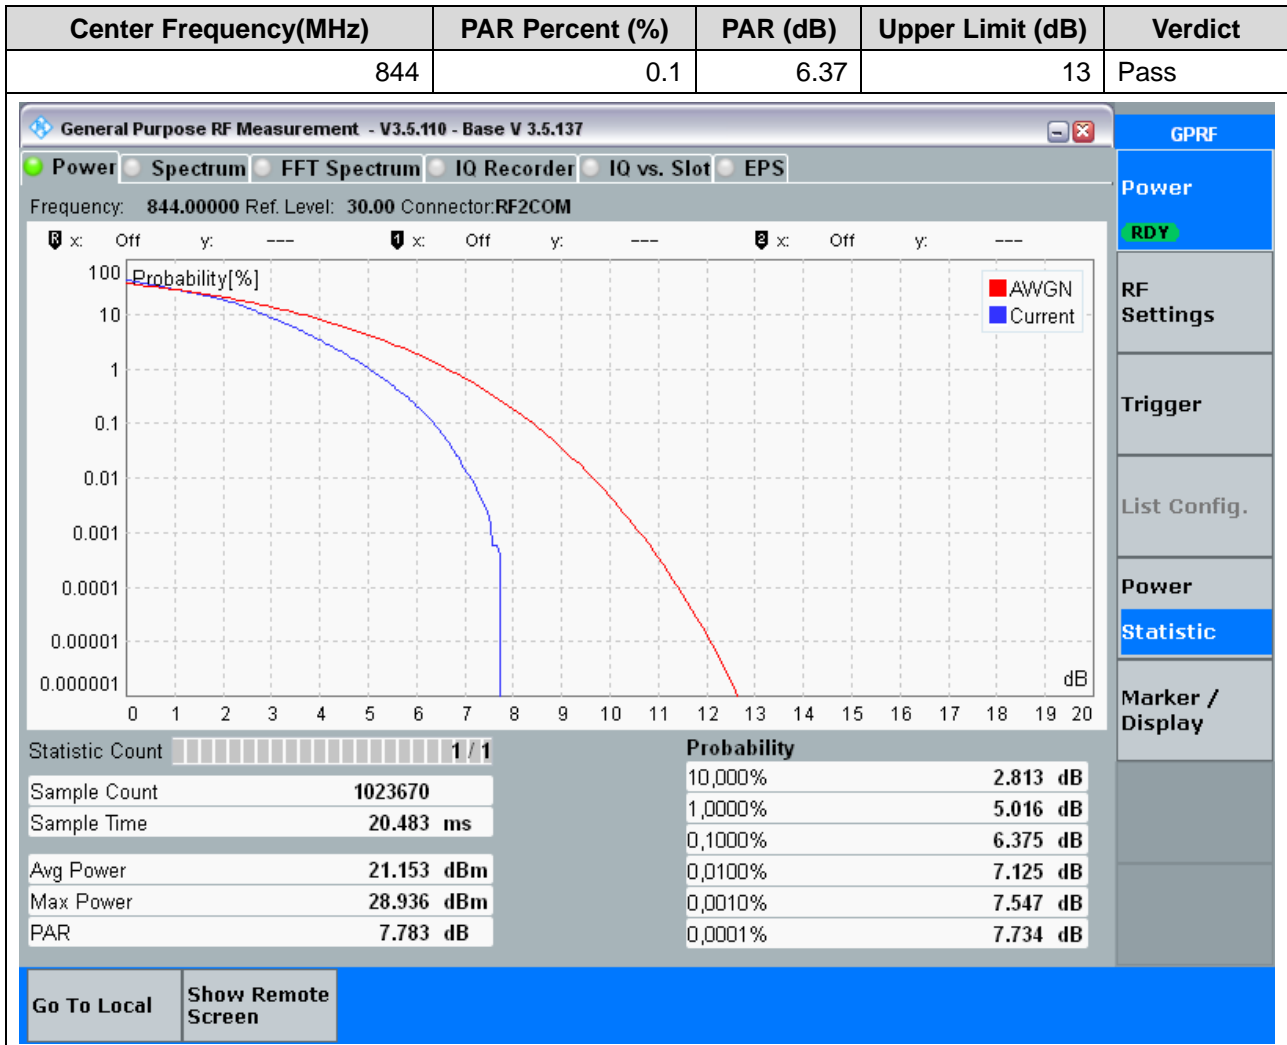 Center Frequency(MHz) PAR Percent (%) PAR (dB) Upper Limit (dB) Verdict
844 0.1 6.37 13 Pass
General Purpose RF Measurement - V3.5.110 - Base V 3.5.137
GPRF
Power Spectrum FFT Spectrum IQ Recorder IQ vs. Slot EPS
Frequency: 844.00000 Ref. Level: 30.00 Connector:RF2COM
R x: Off y: --- 1 x: Off y: --- 2 x: Off y: ---
Probability[%]
100
10
1
0.1
0.01
0.001
0.0001
0.00001
0.000001
AWGN
Current
dB
0 1 2 3 4 5 6 7 8 9 10 11 12 13 14 15 16 17 18 19 20
Statistic Count 1 / 1
Sample Count 1023670
Sample Time 20.483 ms
Avg Power 21.153 dBm
Max Power 28.936 dBm
PAR 7.783 dB
Probability
10,000% 2.813 dB
1,0000% 5.016 dB
0,1000% 6.375 dB
0,0100% 7.125 dB
0,0010% 7.547 dB
0,0001% 7.734 dB
Power
RDY
RF
Settings
Trigger
List Config.
Power
Statistic
Marker /
Display
Go To Local
Show Remote
Screen